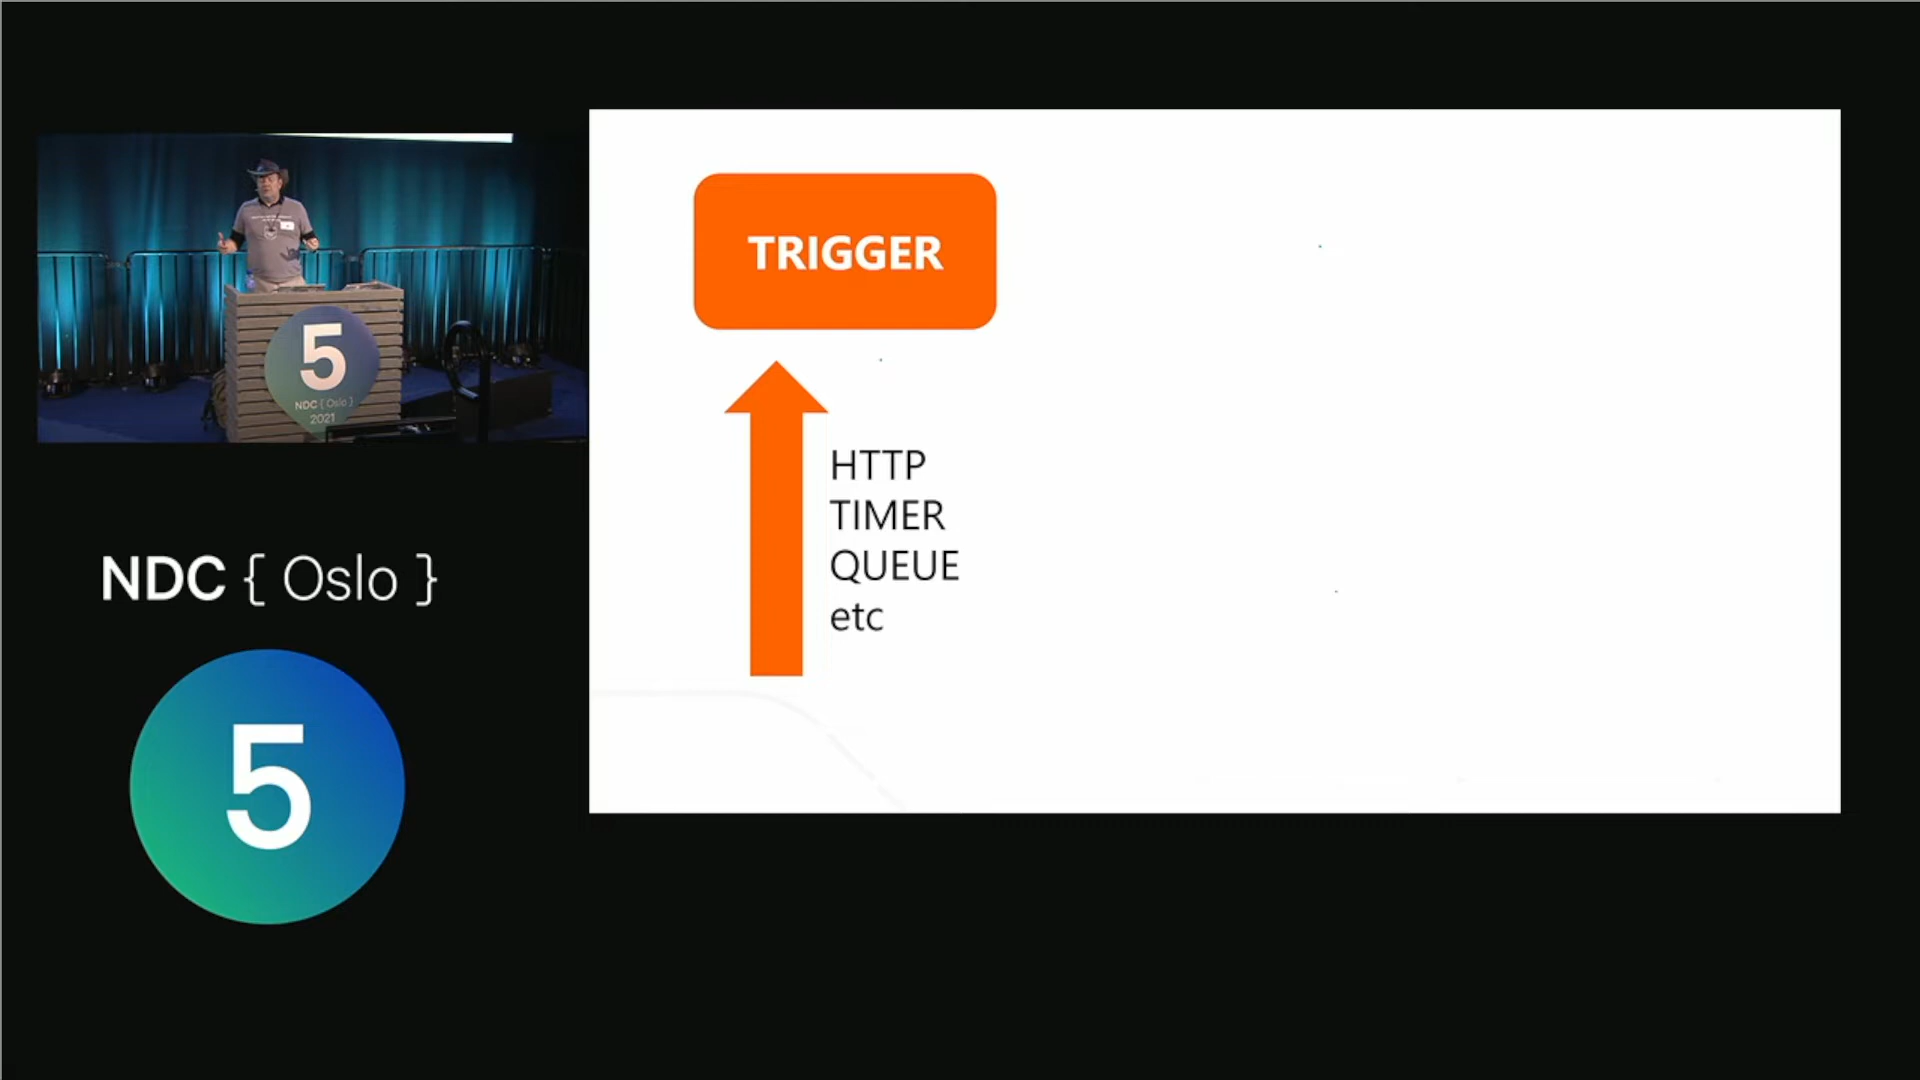 TRIGGER
HTTP
TIMER
QUEUE
etc
5
NDC { Oslo }
2021
NDC { Oslo }
5